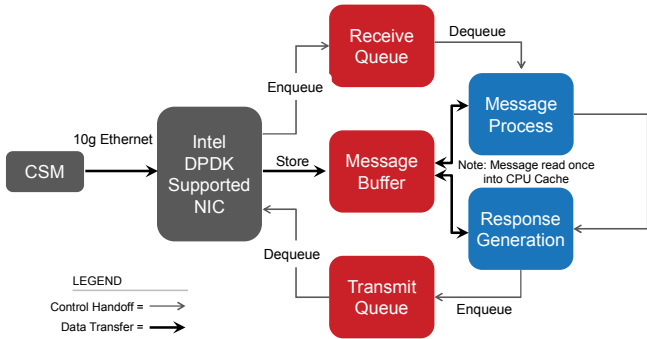 Receive
Queue
Dequeue
Enqueue
Message
Process
10g Ethernet
Intel
DPDK
Supported
NIC
CSM
Store
Message
Buffer
Note: Message read once
into CPU Cache
Response
Generation
Dequeue
Transmit
Queue
Enqueue
LEGEND
Control Handoff =
Data Transfer =